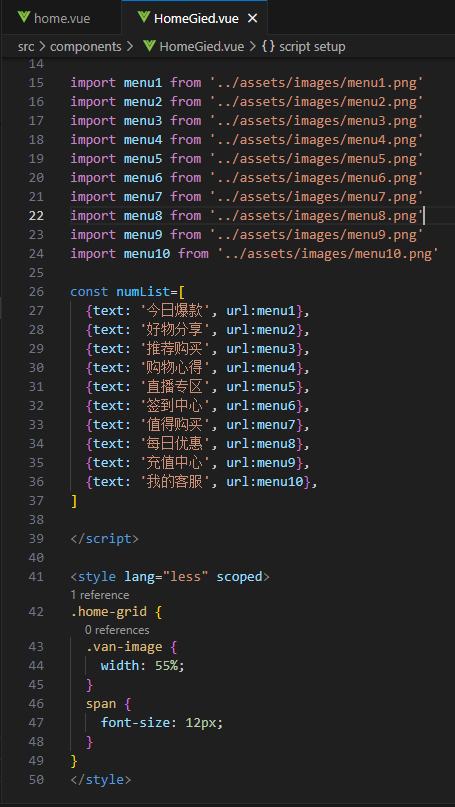 home.vue HomeGied.vue ×
src > components > HomeGied.vue > {} script setup
14
15 import menu1 from '../assets/images/menu1.png'
16 import menu2 from '../assets/images/menu2.png'
17 import menu3 from '../assets/images/menu3.png'
18 import menu4 from '../assets/images/menu4.png'
19 import menu5 from '../assets/images/menu5.png'
20 import menu6 from '../assets/images/menu6.png'
21 import menu7 from '../assets/images/menu7.png'
22 import menu8 from '../assets/images/menu8.png'
23 import menu9 from '../assets/images/menu9.png'
24 import menu10 from '../assets/images/menu10.png'
25
26 const numList=[
27 {text: '今日爆款', url:menu1},
28 {text: '好物分享', url:menu2},
29 {text: '推荐购买', url:menu3},
30 {text: '购物心得', url:menu4},
31 {text: '直播专区', url:menu5},
32 {text: '签到中心', url:menu6},
33 {text: '值得购买', url:menu7},
34 {text: '每日优惠', url:menu8},
35 {text: '充值中心', url:menu9},
36 {text: '我的客服', url:menu10},
37 ]
38
39 </script>
40
41 <style lang="less" scoped>
1 reference
42 .home-grid {
0 references
43 .van-image {
44 width: 55%;
45 }
46 span {
47 font-size: 12px;
48 }
49 }
50 </style>